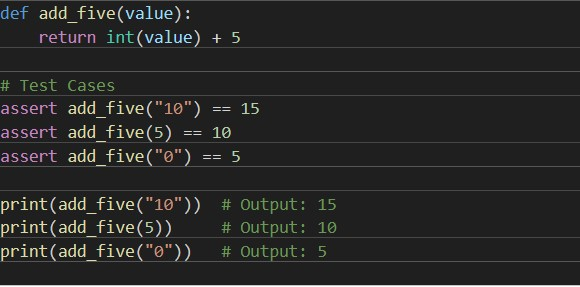 def add_five(value):
    return int(value) + 5

# Test Cases
assert add_five("10") == 15
assert add_five(5) == 10
assert add_five("0") == 5

print(add_five("10"))  # Output: 15
print(add_five(5))     # Output: 10
print(add_five("0"))   # Output: 5